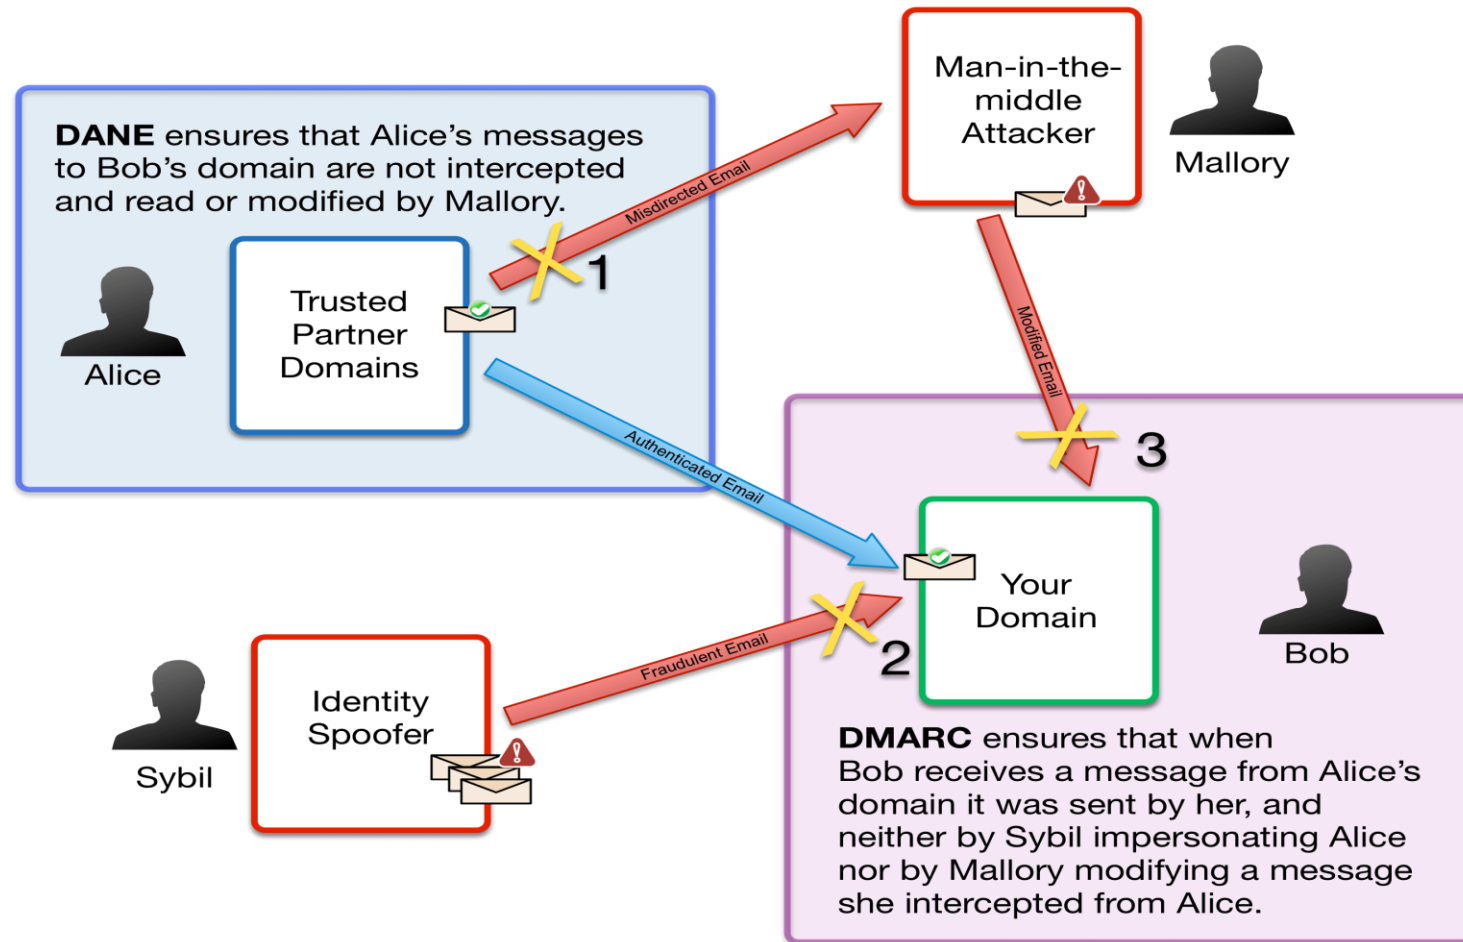 Man-in-the-
middle
Attacker
Mallory
DANE ensures that Alice’s messages
to Bob’s domain are not intercepted
and read or modified by Mallory.
Misdirected Email
1
Trusted
Partner
Domains
Alice
Modified Email
3
Authenticated Email
Your
Domain
Bob
Fraudulent Email
2
Identity
Spoofer
Sybil
DMARC ensures that when
Bob receives a message from Alice’s
domain it was sent by her, and
neither by Sybil impersonating Alice
nor by Mallory modifying a message
she intercepted from Alice.